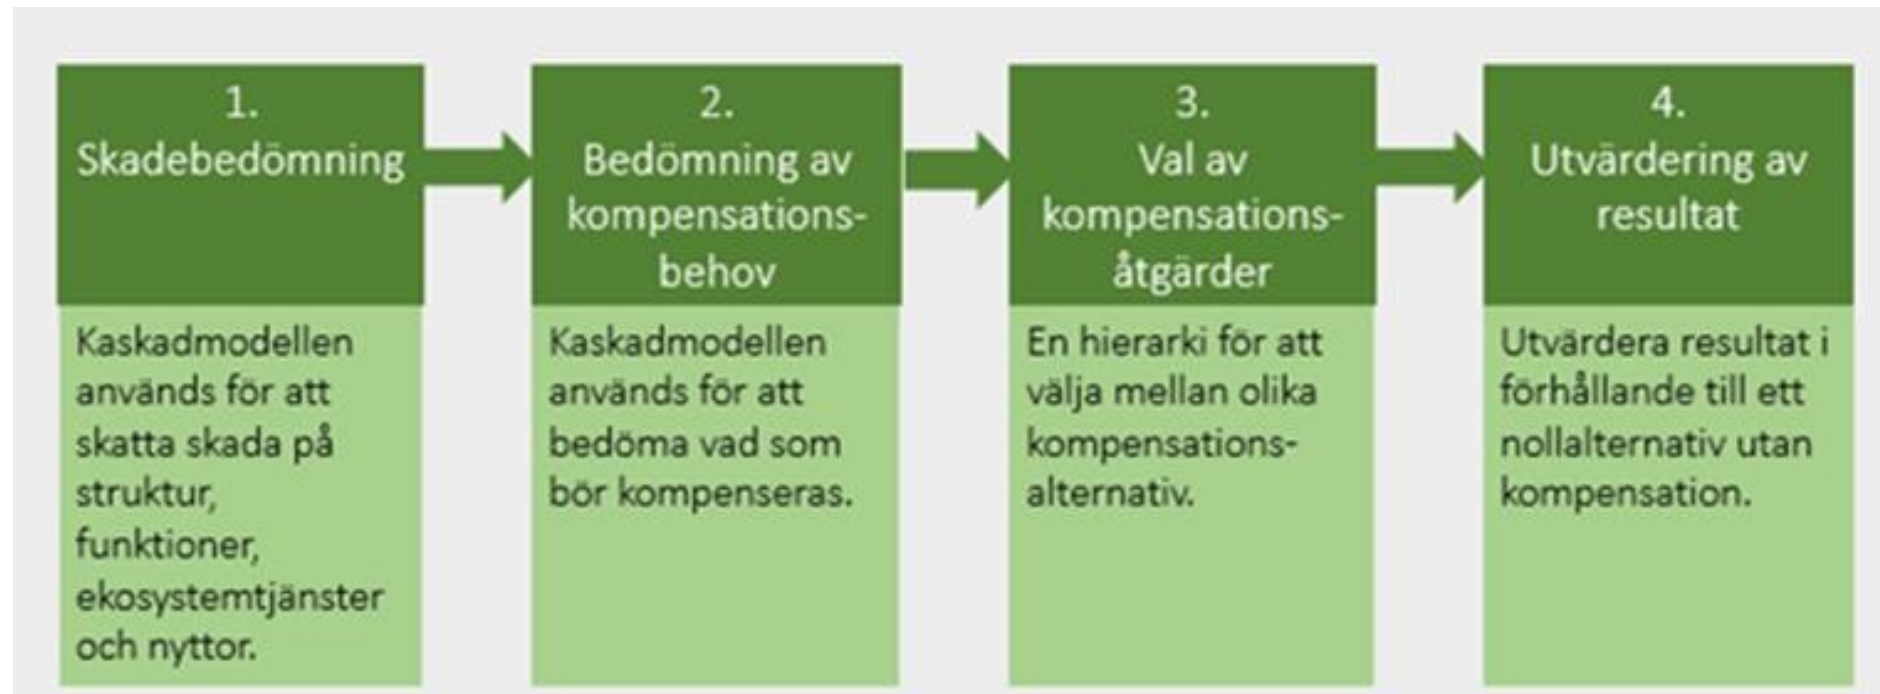 1.
Skadebedömning
Kaskadmodellen
används för att
skatta skada på
struktur,
funktioner,
ekosystemtjänster
och nyttor.
2.
Bedömning av
kompensations-
behov
Kaskadmodellen
används för att
bedöma vad som
bör kompenseras.
3.
Val av
kompensations-
åtgärder
En hierarki för att
välja mellan olika
kompensations-
alternativ.
4.
Utvärdering av
resultat
Utvärdera resultat i
förhållande till ett
nollalternativ utan
kompensation.